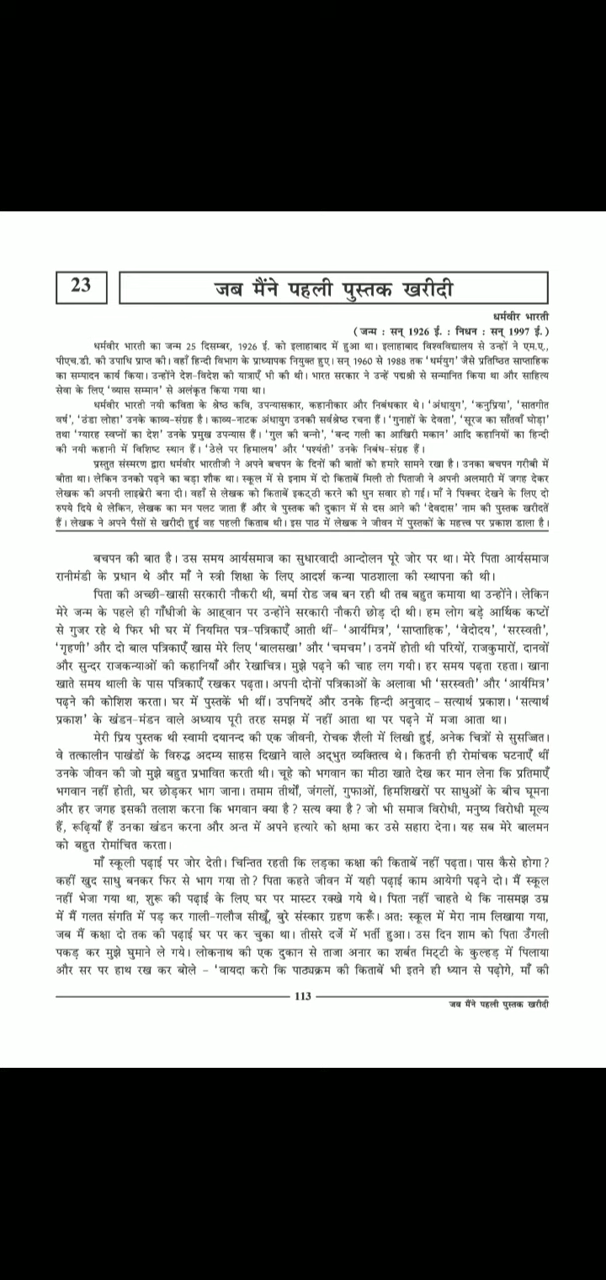 23
जब मैंने पहली पुस्तक खरीदी
धर्मवीर भारती
( जन्म : सन् 1926 ई. : निधन : सन् 1997 ई. )
धर्मवीर भारती का जन्म 25 दिसम्बर, 1926 ई. को इलाहाबाद में हुआ था। इलाहाबाद विश्वविद्यालय से उन्हों ने एम.ए.,
पीएच.डी. की उपाधि प्राप्त की। वहाँ हिन्दी विभाग के प्राध्यापक नियुक्त हुए। सन् 1960 से 1988 तक 'धर्मयुग' जैसे प्रतिष्ठित साप्ताहिक
का सम्पादन कार्य किया। उन्होंने देश-विदेश की यात्राएँ भी की थी। भारत सरकार ने उन्हें पद्मश्री से सन्मानित किया था और साहित्य
सेवा के लिए 'व्यास सम्मान' से अलंकृत किया गया था।
धर्मवीर भारती नयी कविता के श्रेष्ठ कवि, उपन्यासकार, कहानीकार और निबंधकार थे। 'अंधायुग', 'कनुप्रिया', 'सातगीत
वर्ष', 'ठंडा लोहा' उनके काव्य-संग्रह है। काव्य-नाटक अंधायुग उनकी सर्वश्रेष्ठ रचना हैं। 'गुनाहों के देवता', 'सूरज का साँतवाँ घोड़ा'
तथा 'ग्यारह स्वप्नों का देश' उनके प्रमुख उपन्यास हैं। 'गुल की बन्नो', 'बन्द गली का आखिरी मकान' आदि कहानियों का हिन्दी
की नयी कहानी में विशिष्ट स्थान हैं। 'ठेले पर हिमालय' और 'पश्यंती' उनके निबंध-संग्रह हैं।
प्रस्तुत संस्मरण द्वारा धर्मवीर भारतीजी ने अपने बचपन के दिनों की बातों को हमारे सामने रखा है। उनका बचपन गरीबी में
बीता था। लेकिन उनको पढ़ने का बड़ा शौक था। स्कूल में से इनाम में दो किताबें मिली तो पिताजी ने अपनी अलमारी में जगह देकर
लेखक की अपनी लाइब्रेरी बना दी। वहाँ से लेखक को किताबें इकट्ठी करने की धुन सवार हो गई। माँ ने पिक्चर देखने के लिए दो
रुपये दिये थे लेकिन, लेखक का मन पलट जाता हैं और वे पुस्तक की दुकान में से दस आने की 'देवदास' नाम की पुस्तक खरीदतें
हैं। लेखक ने अपने पैसों से खरीदी हुई वह पहली किताब थी। इस पाठ में लेखक ने जीवन में पुस्तकों के महत्त्व पर प्रकाश डाला है।
बचपन की बात है। उस समय आर्यसमाज का सुधारवादी आन्दोलन पूरे जोर पर था। मेरे पिता आर्यसमाज
रानीमंडी के प्रधान थे और माँ ने स्त्री शिक्षा के लिए आदर्श कन्या पाठशाला की स्थापना की थी।
पिता की अच्छी-खासी सरकारी नौकरी थी, बर्मा रोड जब बन रही थी तब बहुत कमाया था उन्होंने। लेकिन
मेरे जन्म के पहले ही गाँधीजी के आह्वान पर उन्होंने सरकारी नौकरी छोड़ दी थी। हम लोग बड़े आर्थिक कष्टों
से गुजर रहे थे फिर भी घर में नियमित पत्र-पत्रिकाएँ आती थीं- 'आर्यमित्र', 'साप्ताहिक', 'वेदोदय', 'सरस्वती',
'गृहणी' और दो बाल पत्रिकाएँ खास मेरे लिए 'बालसखा' और 'चमचम'। उनमें होती थी परियों, राजकुमारों, दानवों
और सुन्दर राजकन्याओं की कहानियाँ और रेखाचित्र। मुझे पढ़ने की चाह लग गयी। हर समय पढ़ता रहता। खाना
खाते समय थाली के पास पत्रिकाएँ रखकर पढ़ता। अपनी दोनों पत्रिकाओं के अलावा भी 'सरस्वती' और 'आर्यमित्र'
पढ़ने की कोशिश करता। घर में पुस्तकें भी थीं। उपनिषदें और उनके हिन्दी अनुवाद - सत्यार्थ प्रकाश। 'सत्यार्थ
प्रकाश' के खंडन-मंडन वाले अध्याय पूरी तरह समझ में नहीं आता था पर पढ़ने में मजा आता था।
मेरी प्रिय पुस्तक थी स्वामी दयानन्द की एक जीवनी, रोचक शैली में लिखी हुई, अनेक चित्रों से सुसज्जित।
वे तत्कालीन पाखंडों के विरुद्ध अदम्य साहस दिखाने वाले अद्भुत व्यक्तित्व थे। कितनी ही रोमांचक घटनाएँ थीं
उनके जीवन की जो मुझे बहुत प्रभावित करती थी। चूहे को भगवान का मीठा खाते देख कर मान लेना कि प्रतिमाएँ
भगवान नहीं होती, घर छोड़कर भाग जाना। तमाम तीर्थों, जंगलों, गुफाओं, हिमशिखरों पर साधुओं के बीच घूमना
और हर जगह इसकी तलाश करना कि भगवान क्या है ? सत्य क्या है ? जो भी समाज विरोधी, मनुष्य विरोधी मूल्य
हैं, रूढ़ियाँ हैं उनका खंडन करना और अन्त में अपने हत्यारे को क्षमा कर उसे सहारा देना। यह सब मेरे बालमन
को बहुत रोमांचित करता।
माँ स्कूली पढ़ाई पर जोर देती। चिन्तित रहती कि लड़का कक्षा की किताबें नहीं पढ़ता। पास कैसे होगा?
कहीं खुद साधु बनकर फिर से भाग गया तो? पिता कहते जीवन में यही पढ़ाई काम आयेगी पढ़ने दो। मैं स्कूल
नहीं भेजा गया था, शुरू की पढ़ाई के लिए घर पर मास्टर रक्खे गये थे। पिता नहीं चाहते थे कि नासमझ उम्र
में मैं गलत संगति में पड़ कर गाली-गलौज सीखूँ, बुरे संस्कार ग्रहण करूँ। अत: स्कूल में मेरा नाम लिखाया गया,
जब मैं कक्षा दो तक की पढ़ाई घर पर कर चुका था। तीसरे दर्जे में भर्ती हुआ। उस दिन शाम को पिता उँगली
पकड़ कर मुझे घुमाने ले गये। लोकनाथ की एक दुकान से ताजा अनार का शर्बत मिट्टी के कुल्हड़ में पिलाया
और सर पर हाथ रख कर बोले - 'वायदा करो कि पाठ्यक्रम की किताबें भी इतने ही ध्यान से पढ़ोगे, माँ की
113
जब मैंने पहली पुस्तक खरीदी